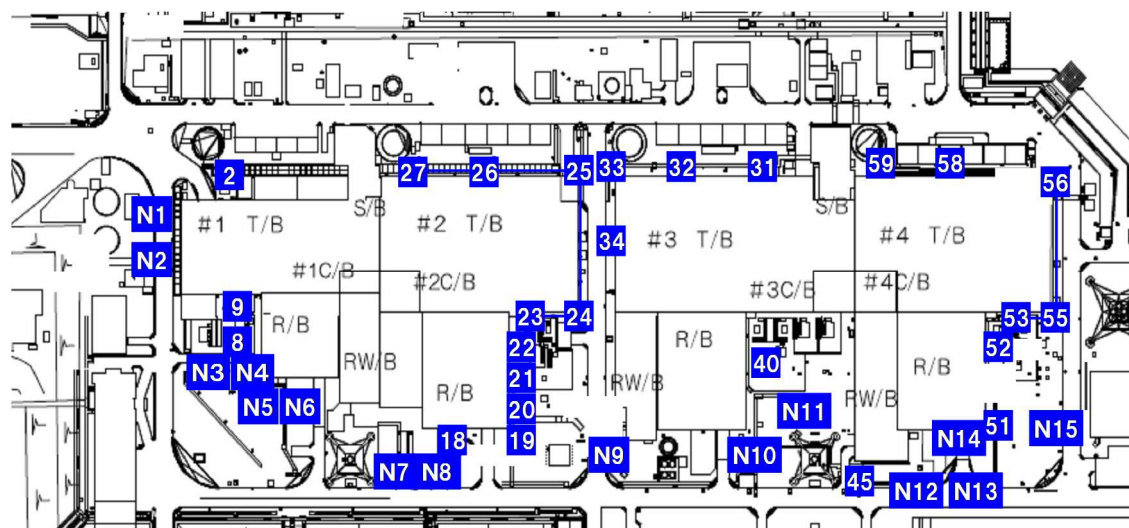 27 26 25 33 32 31 59 58
2 56
N1 S/B S/B
#1 T/B #2 T/B 34 #3 T/B #4 T/B
N2 #1C/B #2C/B #3C/B #4C/B
9 R/B 23 24 R/B 53 55
8 22 40 52
N3 N4 RW/B 21 RW/B R/B
N5 N6 R/B 20 N11 RW/B
18 19 N14 51 N15
N7 N8 N9 N10 45 N12 N13